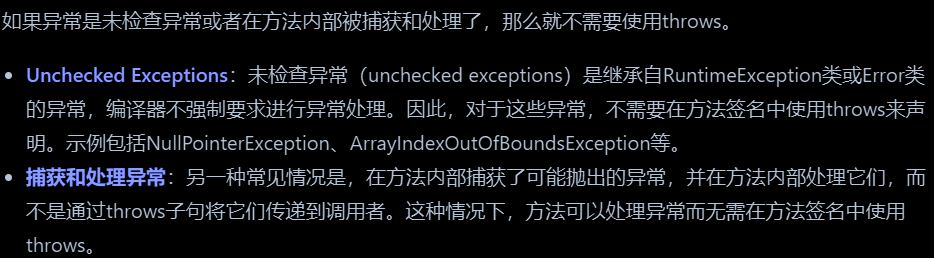 如果异常是未检查异常或者在方法内部被捕获和处理了，那么就不需要使用throws。
Unchecked Exceptions：未检查异常（unchecked exceptions）是继承自RuntimeException类或Error类
的异常，编译器不强制要求进行异常处理。因此，对于这些异常，不需要在方法签名中使用throws来声
明。示例包括NullPointerException、ArrayIndexOutOfBoundsException等。
捕获和处理异常：另一种常见情况是，在方法内部捕获了可能抛出的异常，并在方法内部处理它们，而
不是通过throws子句将它们传递到调用者。这种情况下，方法可以处理异常而无需在方法签名中使用
throws。